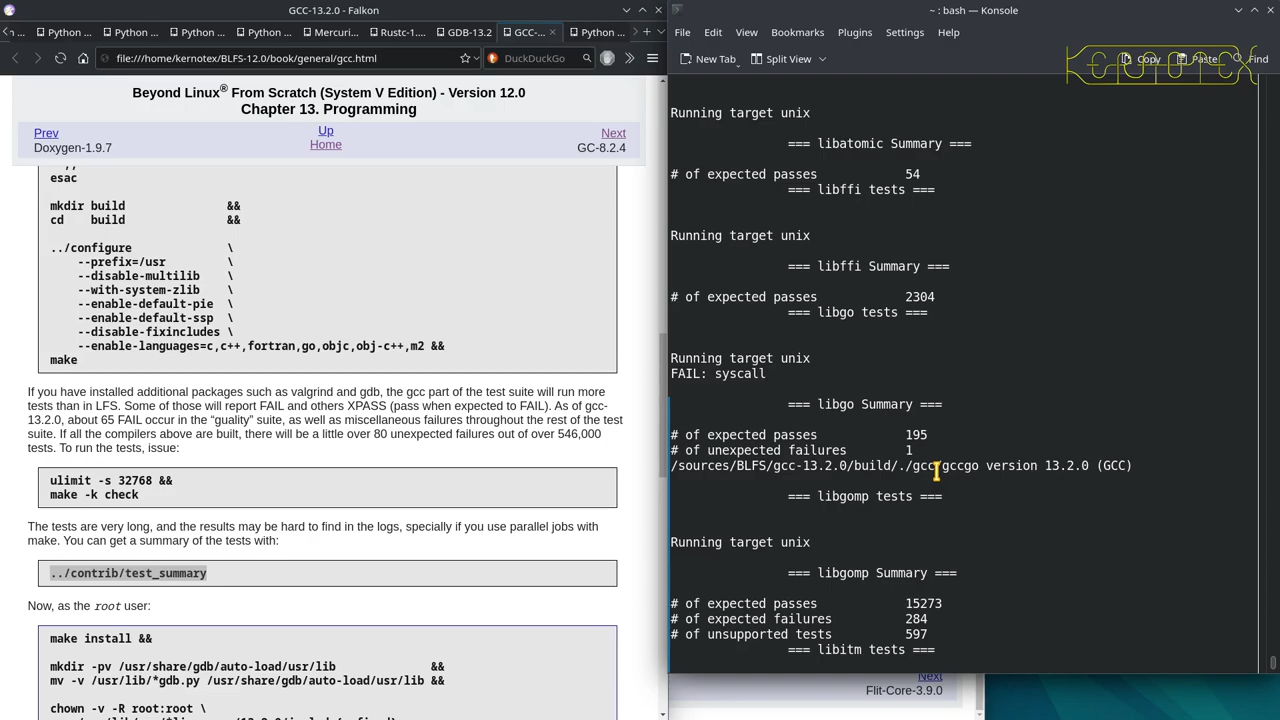 GCC-13.2.0 - Falkon
Python ...
Python ...
Python ...
Python ...
Mercuri...
Rustc-1....
GDB-13.2
GCC-...
Python ...
file:///home/kernotex/BLFS-12.0/book/general/gcc.html
DuckDuckGo
Beyond Linux® From Scratch (System V Edition) - Version 12.0
Chapter 13. Programming
Prev
Up
Next
Doxygen-1.9.7
Home
GC-8.2.4
esac
mkdir build &&
cd build &&
../configure \
--prefix=/usr \
--disable-multilib \
--with-system-zlib \
--enable-default-pie \
--enable-default-ssp \
--disable-fixincludes \
--enable-languages=c,c++,fortran,go,objc,obj-c++,m2 &&
make
If you have installed additional packages such as valgrind and gdb, the gcc part of the test suite will run more
tests than in LFS. Some of those will report FAIL and others XPASS (pass when expected to FAIL). As of gcc-
13.2.0, about 65 FAIL occur in the “guality” suite, as well as miscellaneous failures throughout the rest of the test
suite. If all the compilers above are built, there will be a little over 80 unexpected failures out of over 546,000
tests. To run the tests, issue:
ulimit -s 32768 &&
make -k check
The tests are very long, and the results may be hard to find in the logs, specially if you use parallel jobs with
make. You can get a summary of the tests with:
../contrib/test_summary
Now, as the root user:
make install &&
mkdir -pv /usr/share/gdb/auto-load/usr/lib &&
mv -v /usr/lib/*gdb.py /usr/share/gdb/auto-load/usr/lib &&
chown -v -R root:root \
~ : bash — Konsole
File Edit View Bookmarks Plugins Settings Help
New Tab Split View Copy Paste Find
Kernotex
Running target unix
=== libatomic Summary ===
# of expected passes 54
=== libffi tests ===
Running target unix
=== libffi Summary ===
# of expected passes 2304
=== libgo tests ===
Running target unix
FAIL: syscall
=== libgo Summary ===
# of expected passes 195
# of unexpected failures 1
/sources/BLFS/gcc-13.2.0/build/./gcc/gccgo version 13.2.0 (GCC)
=== libgomp tests ===
Running target unix
=== libgomp Summary ===
# of expected passes 15273
# of expected failures 284
# of unsupported tests 597
=== libitm tests ===
Next
Flit-Core-3.9.0